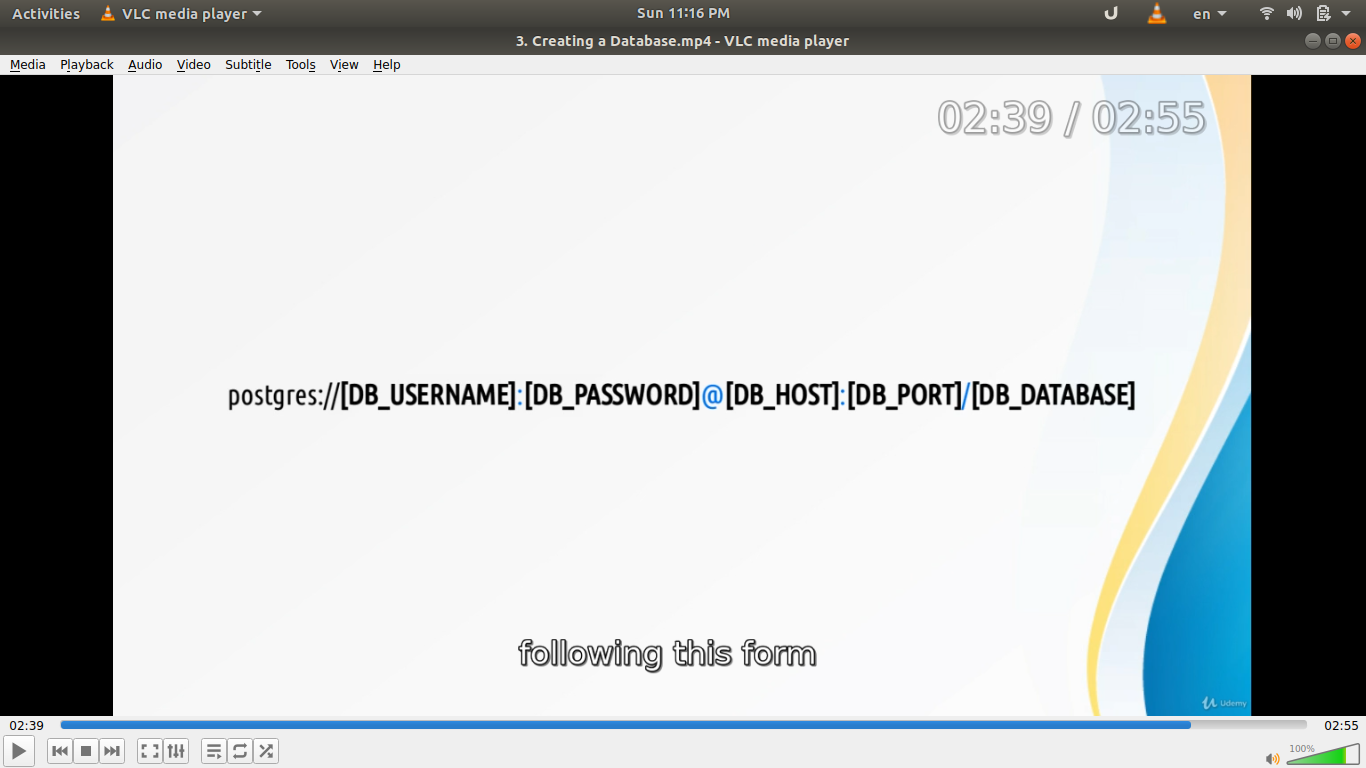 Activities VLC media player Sun 11:16 PM en
3. Creating a Database.mp4 - VLC media player
Media Playback Audio Video Subtitle Tools View Help
02:39 / 02:55
postgres://[DB_USERNAME]:[DB_PASSWORD]@[DB_HOST]:[DB_PORT]/[DB_DATABASE]
following this form
Udemy
02:39 02:55
100%